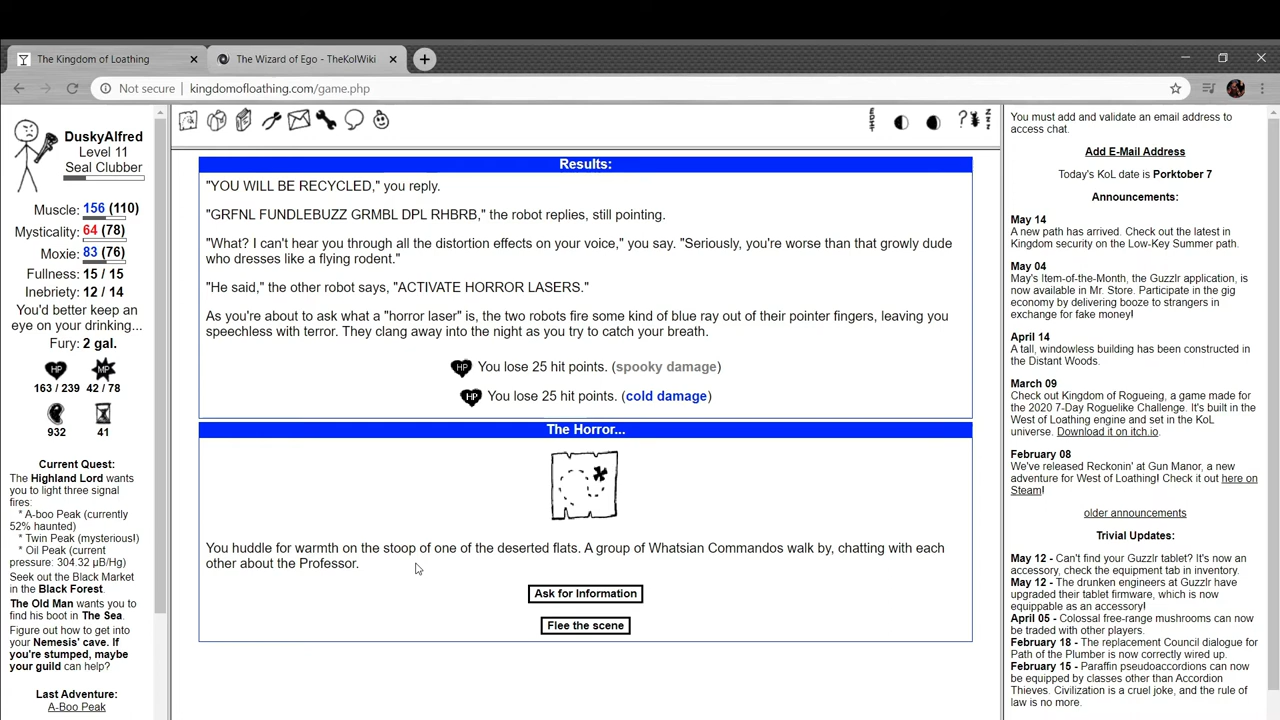 The Kingdom of Loathing
The Wizard of Ego - TheKolWiki
Not secure
kingdomofloathing.com/game.php
DuskyAlfred
Level 11
Seal Clubber
Muscle: 156 (110)
Mysticality: 64 (78)
Moxie: 83 (76)
Fullness: 15 / 15
Inebriety: 12 / 14
You'd better keep an
eye on your drinking...
Fury: 2 gal.
HP
MP
163 / 239
42 / 78
932
41
Current Quest:
The Highland Lord wants
you to light three signal
fires:
* A-boo Peak (currently
52% haunted)
* Twin Peak (mysterious!)
* Oil Peak (current
pressure: 304.32 µB/Hg)
Seek out the Black Market
in the Black Forest.
The Old Man wants you to
find his boot in The Sea.
Figure out how to get into
your Nemesis' cave. If
you're stumped, maybe
your guild can help?
Last Adventure:
A-Boo Peak
Results:
"YOU WILL BE RECYCLED," you reply.
"GRFNL FUNDLEBUZZ GRMBL DPL RHBRB," the robot replies, still pointing.
"What? I can't hear you through all the distortion effects on your voice," you say. "Seriously, you're worse than that growly dude
who dresses like a flying rodent."
"He said," the other robot says, "ACTIVATE HORROR LASERS."
As you're about to ask what a "horror laser" is, the two robots fire some kind of blue ray out of their pointer fingers, leaving you
speechless with terror. They clang away into the night as you try to catch your breath.
HP You lose 25 hit points. (spooky damage)
HP You lose 25 hit points. (cold damage)
The Horror...
You huddle for warmth on the stoop of one of the deserted flats. A group of Whatsian Commandos walk by, chatting with each
other about the Professor.
Ask for Information
Flee the scene
You must add and validate an email address to
access chat.
Add E-Mail Address
Today's KoL date is Porktober 7
Announcements:
May 14
A new path has arrived. Check out the latest in
Kingdom security on the Low-Key Summer path.
May 04
May's Item-of-the-Month, the Guzzlr application, is
now available in Mr. Store. Participate in the gig
economy by delivering booze to strangers in
exchange for fake money!
April 14
A tall, windowless building has been constructed in
the Distant Woods.
March 09
Check out Kingdom of Rogueing, a game made for
the 2020 7-Day Roguelike Challenge. It's built in the
West of Loathing engine and set in the KoL
universe. Download it on itch.io.
February 08
We've released Reckonin' at Gun Manor, a new
adventure for West of Loathing! Check it out here on
Steam!
older announcements
Trivial Updates:
May 12 - Can't find your Guzzlr tablet? It's now an
accessory, check the equipment tab in inventory.
May 12 - The drunken engineers at Guzzlr have
upgraded their tablet firmware, which is now
equippable as an accessory!
April 05 - Colossal free-range mushrooms can now
be traded with other players.
February 18 - The replacement Council dialogue for
Path of the Plumber is now correctly wired up.
February 15 - Paraffin pseudoaccordions can now
be equipped by classes other than Accordion
Thieves. Civilization is a cruel joke, and the rule of
law is no more.